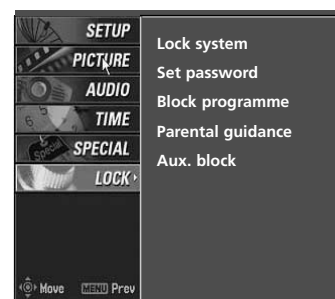 SETUP
PICTURE
AUDIO
TIME
SPECIAL
LOCK
Move MENU Prev
Lock system
Set password
Block programme
Parental guidance
Aux. block